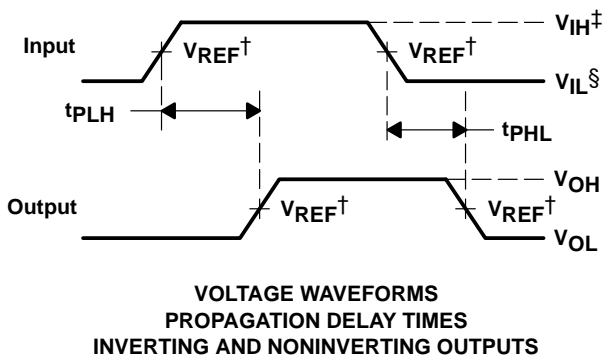 VIH‡
Input VREF† VREF†
VIL§
tPLH tPHL
VOH
Output VREF† VREF†
VOL
VOLTAGE WAVEFORMS
PROPAGATION DELAY TIMES
INVERTING AND NONINVERTING OUTPUTS